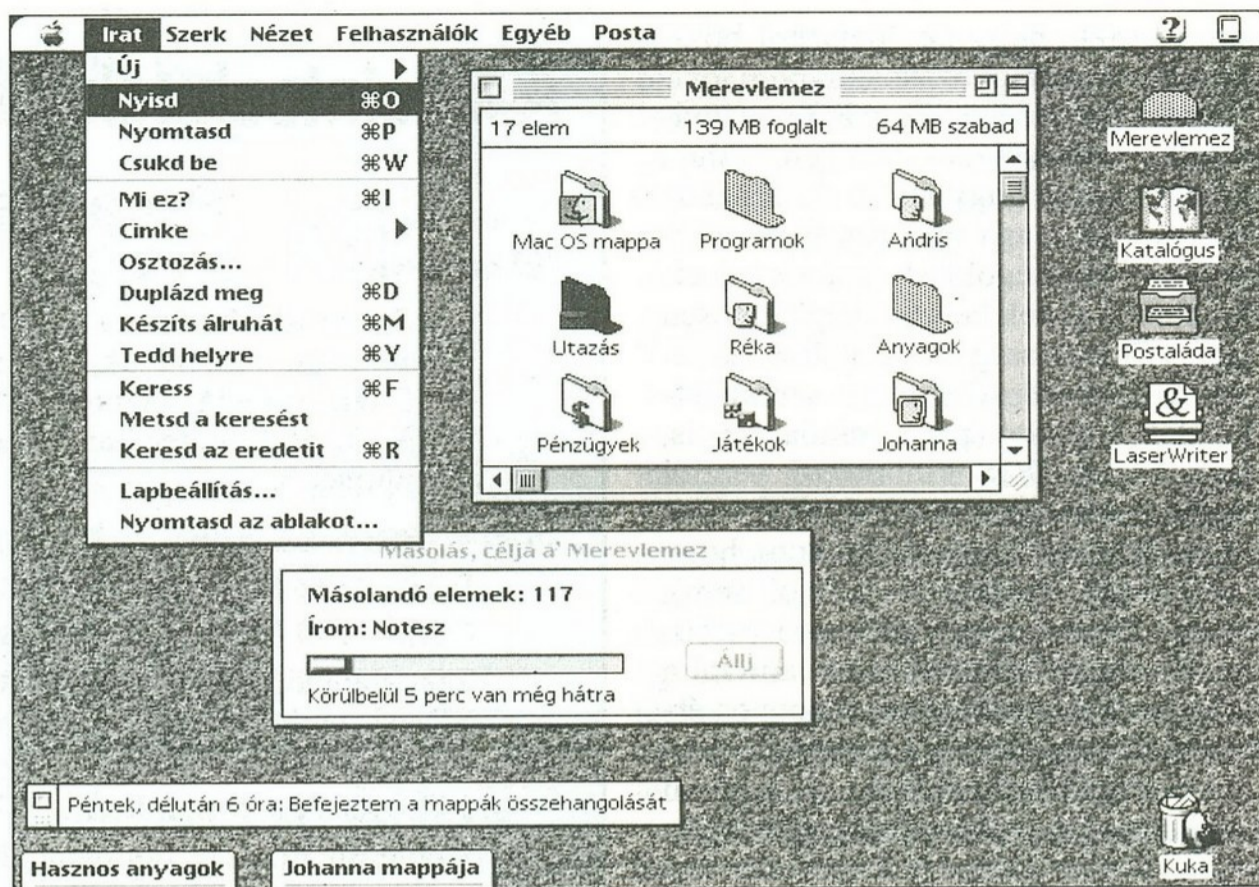 Irat Szerk Nézet Felhasználók Egyéb Posta
Új
Nyisd ⌘O
Nyomtasd ⌘P
Csukd be ⌘W
Mi ez? ⌘I
Cimke
Osztozás...
Duplázd meg ⌘D
Készíts álruhát ⌘M
Tedd helyre ⌘Y
Keress ⌘F
Metsd a keresést
Keresd az eredetit ⌘R
Lapbeállítás...
Nyomtasd az ablakot...
Merevlemez
17 elem 139 MB foglalt 64 MB szabad
Mac OS mappa Programok Andris
Utazás Réka Anyagok
Pénzügyek Játékok Johanna
Merevlemez
Katalógus
Postaláda
LaserWriter
Másolás, célja a' Merevlemez
Másolandó elemek: 117
Írom: Notesz
Állj
Körülbelül 5 perc van még hátra
Péntek, délután 6 óra: Befejeztem a mappák összehangolását
Hasznos anyagok Johanna mappája
Kuka